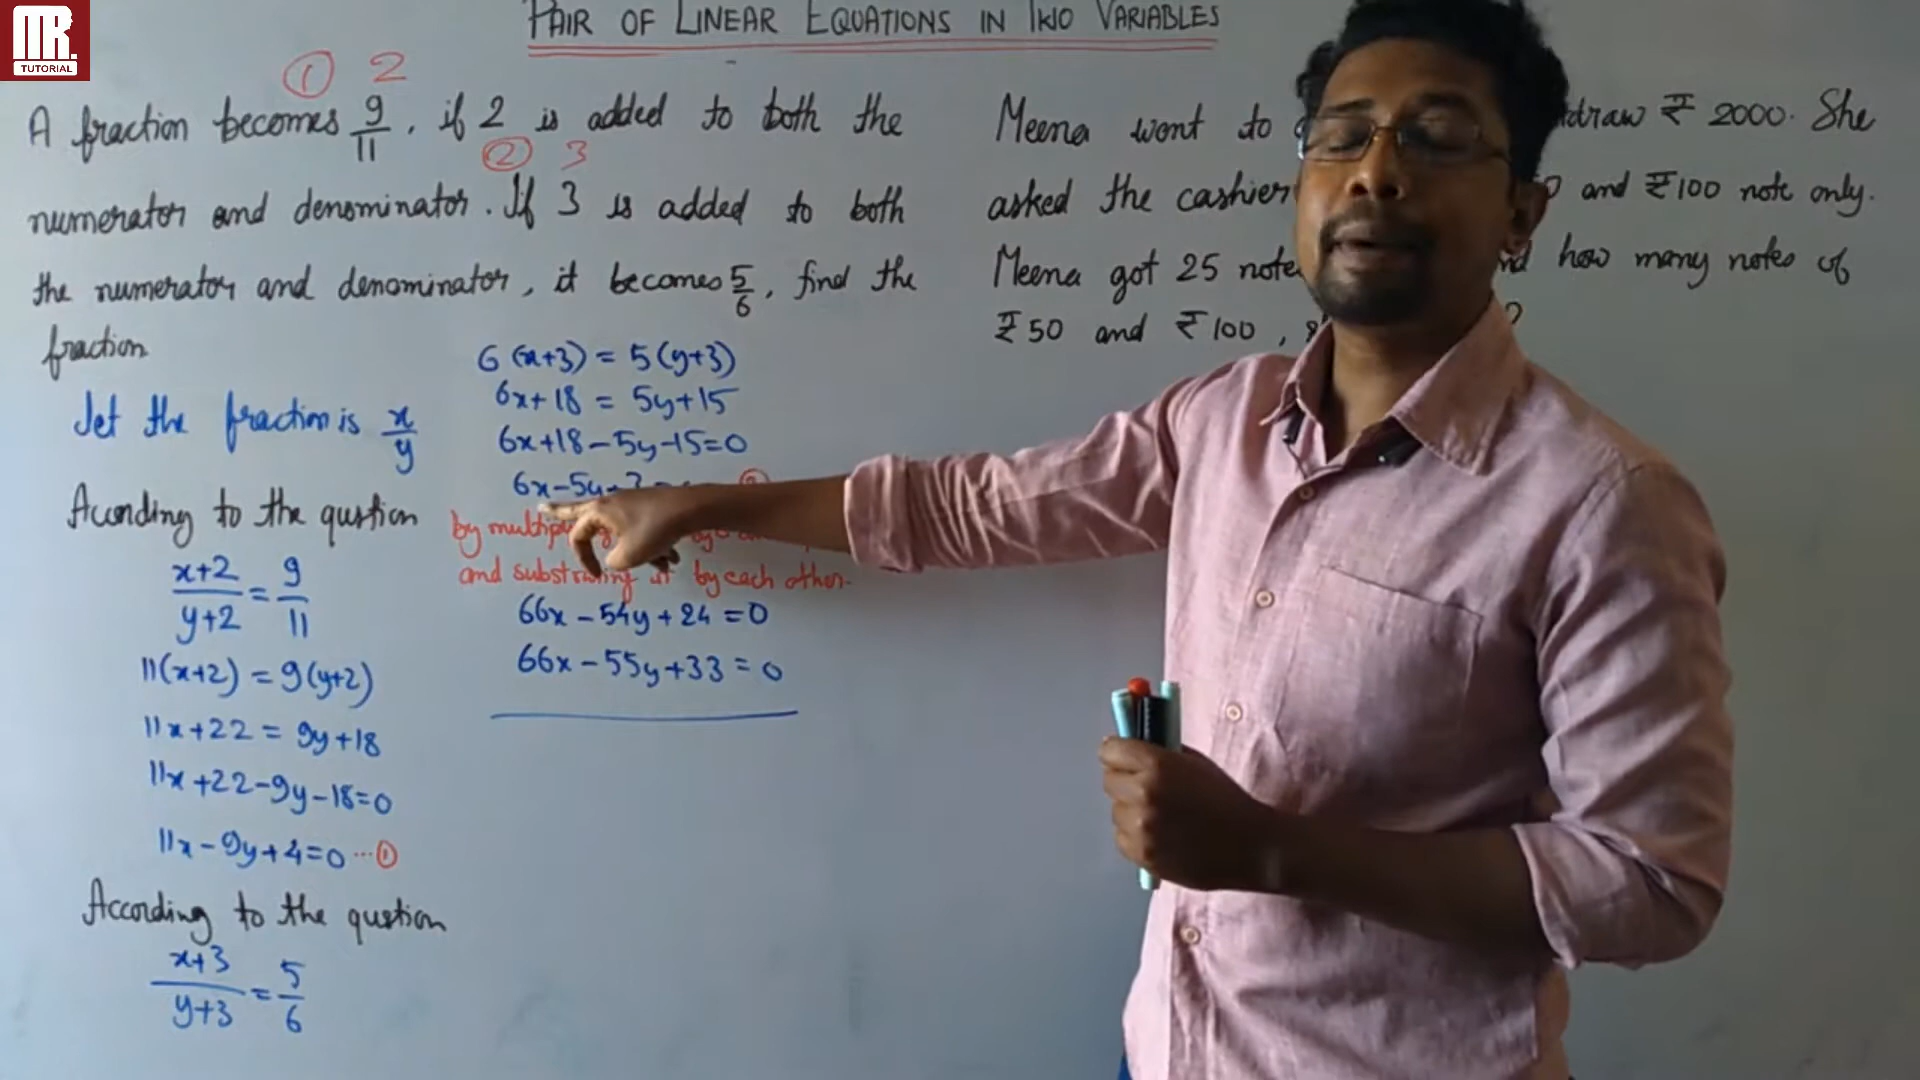 MR.
TUTORIAL
PAIR OF LINEAR EQUATIONS IN TWO VARIABLES
① 2
A fraction becomes 9/11, if 2 is added to both the
② 3
numerator and denominator. If 3 is added to both
the numerator and denominator, it becomes 5/6, find the
fraction
Let the fraction is x/y
According to the qustion
x+2/y+2 = 9/11
11(x+2) = 9(y+2)
11x+22 = 9y+18
11x+22-9y-18=0
11x-9y+4=0 ...①
According to the qustion
x+3/y+3 = 5/6
6(x+3) = 5(y+3)
6x+18 = 5y+15
6x+18-5y-15=0
6x-5y+3
by
and by each other.
66x-54y+24=0
66x-55y+33=0
Meena went to draw ₹ 2000. She
asked the cashier and ₹100 note only.
Meena got 25 how many notes of
₹50 and ₹100,